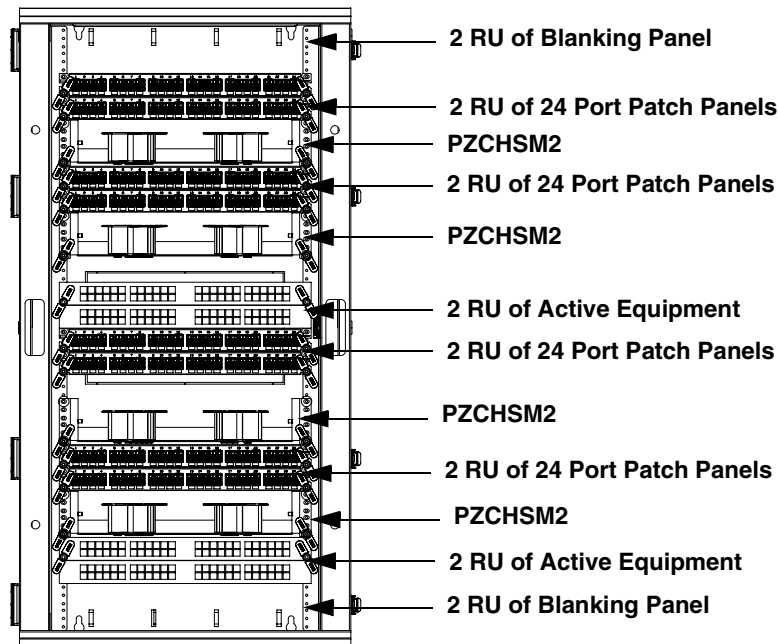 2 RU of Blanking Panel
2 RU of 24 Port Patch Panels
PZCHSM2
2 RU of 24 Port Patch Panels
PZCHSM2
2 RU of Active Equipment
2 RU of 24 Port Patch Panels
PZCHSM2
2 RU of 24 Port Patch Panels
PZCHSM2
2 RU of Active Equipment
2 RU of Blanking Panel